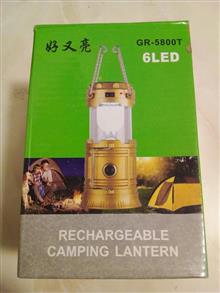 好又亮
GR-5800T
6LED
RECHARGEABLE
CAMPING LANTERN